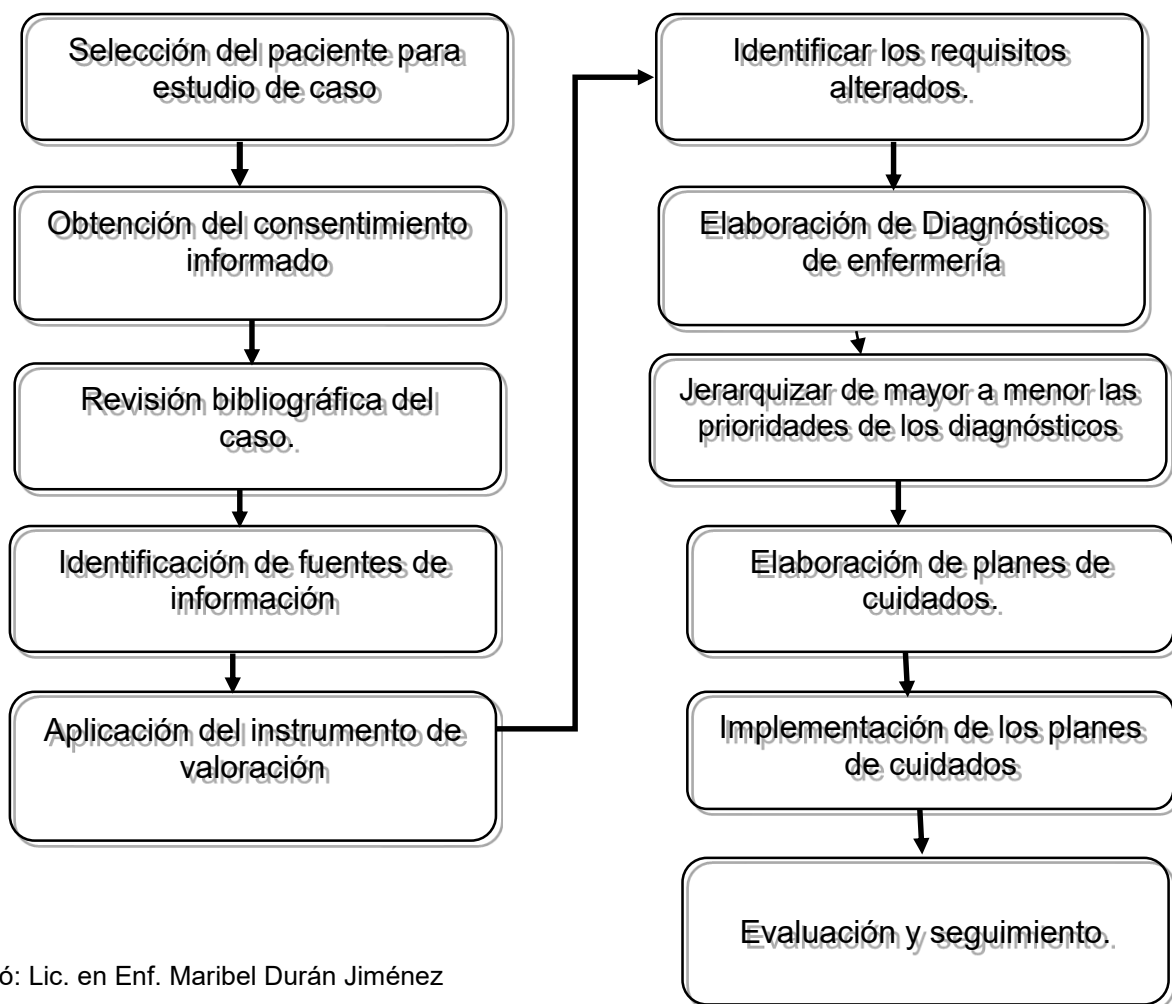 Selección del paciente para
estudio de caso
Obtención del consentimiento
informado
Revisión bibliográfica del
caso.
Identificación de fuentes de
información
Aplicación del instrumento de
valoración
Identificar los requisitos
alterados.
Elaboración de Diagnósticos
de enfermería
Jerarquizar de mayor a menor las
prioridades de los diagnósticos
Elaboración de planes de
cuidados.
Implementación de los planes
de cuidados
Evaluación y seguimiento.
ó: Lic. en Enf. Maribel Durán Jiménez